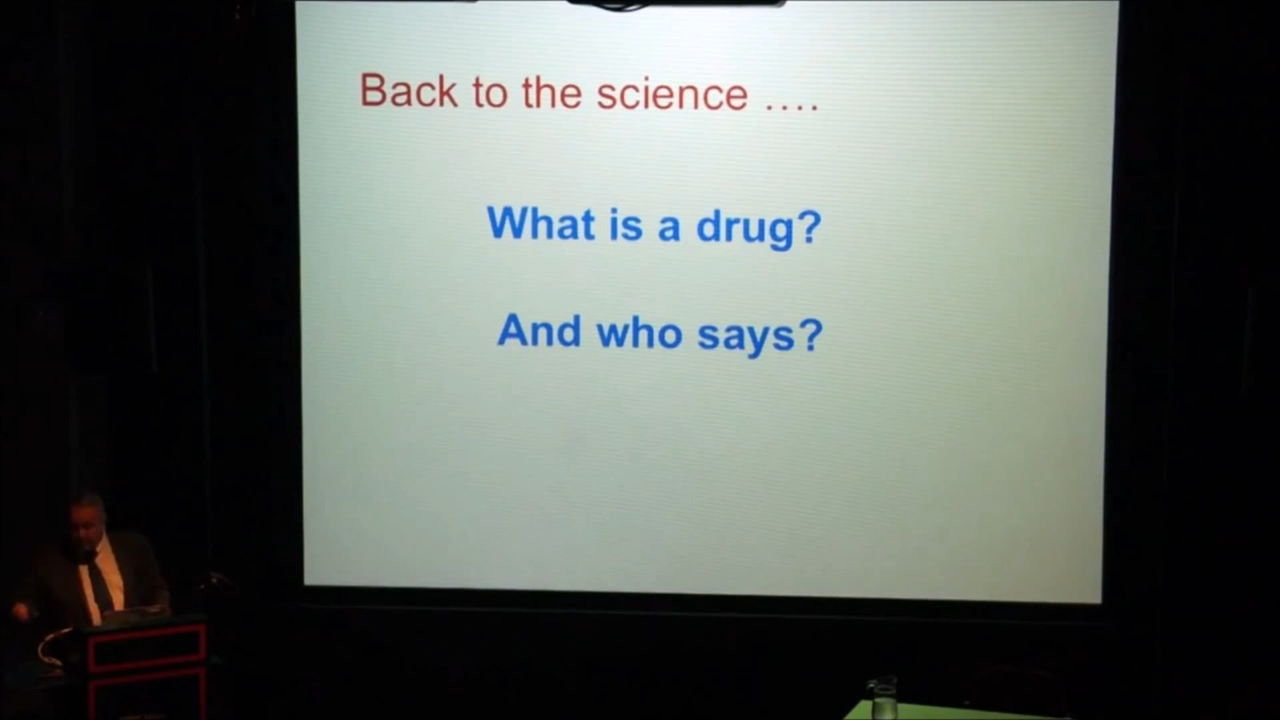 Back to the science ....
What is a drug?
And who says?